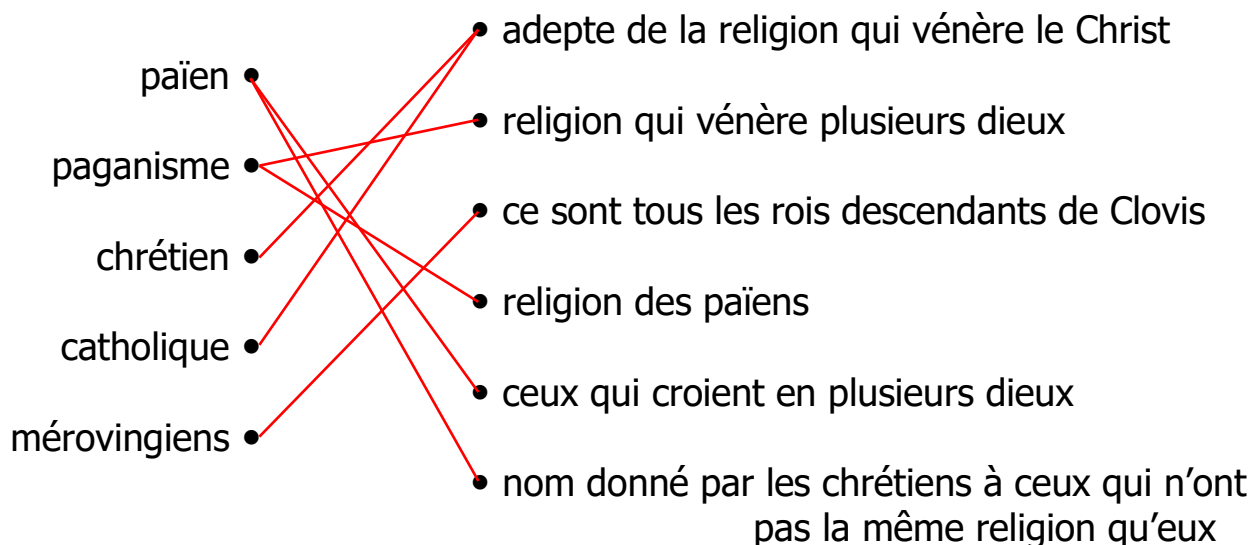 païen
paganisme
chrétien
catholique
mérovingiens
adepte de la religion qui vénère le Christ
religion qui vénère plusieurs dieux
ce sont tous les rois descendants de Clovis
religion des païens
ceux qui croient en plusieurs dieux
nom donné par les chrétiens à ceux qui n’ont
pas la même religion qu’eux